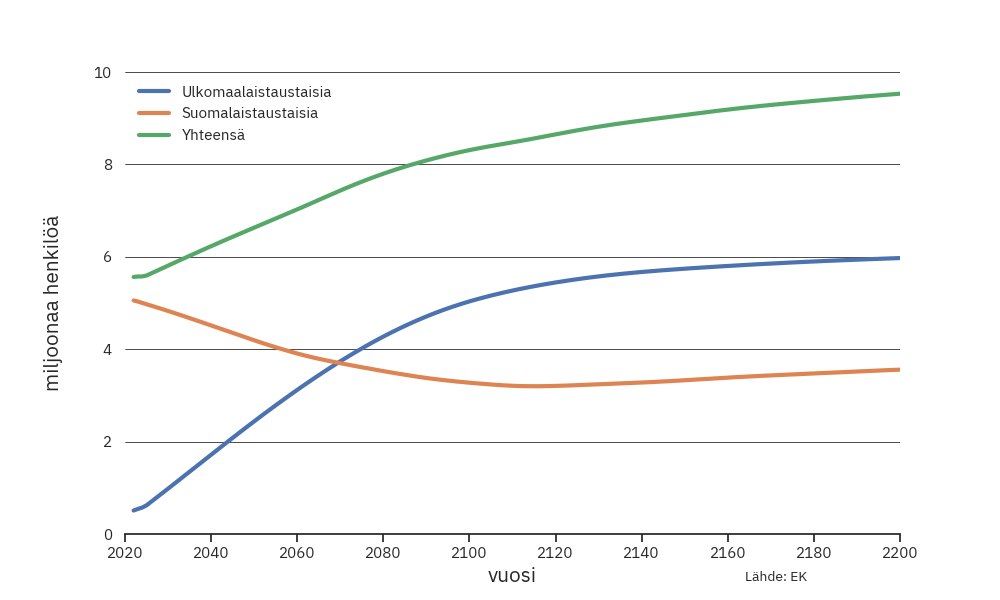 10
Ulkomaalaistaustaisia
Suomalaistaustaisia
Yhteensä
8
6
miljoonaa henkilöä
4
2
0
2020 2040 2060 2080 2100 2120 2140 2160 2180 2200
vuosi
Lähde: EK